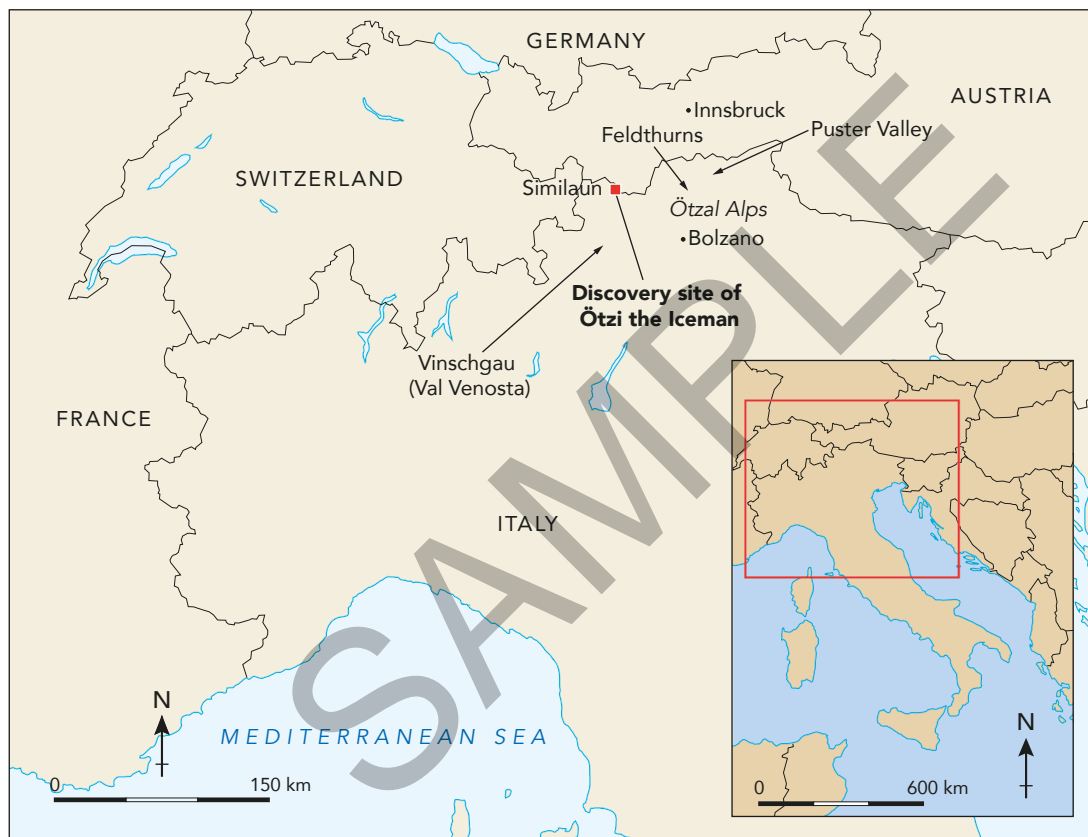 GERMANY
AUSTRIA
•Innsbruck
Feldthurns
Puster Valley
SWITZERLAND
Similaun
Ötzal Alps
•Bolzano
Discovery site of
Ötzi the Iceman
Vinschgau
(Val Venosta)
FRANCE
ITALY
SAMPLE
N
MEDITERRANEAN SEA
0 150 km
N
0 600 km